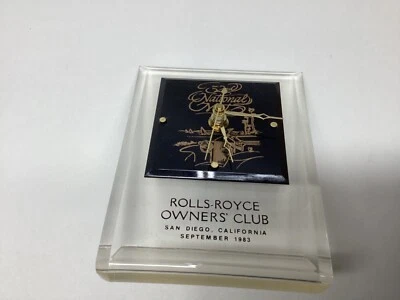 National
ROLLS-ROYCE
OWNERS' CLUB
SAN DIEGO, CALIFORNIA
SEPTEMBER 1983